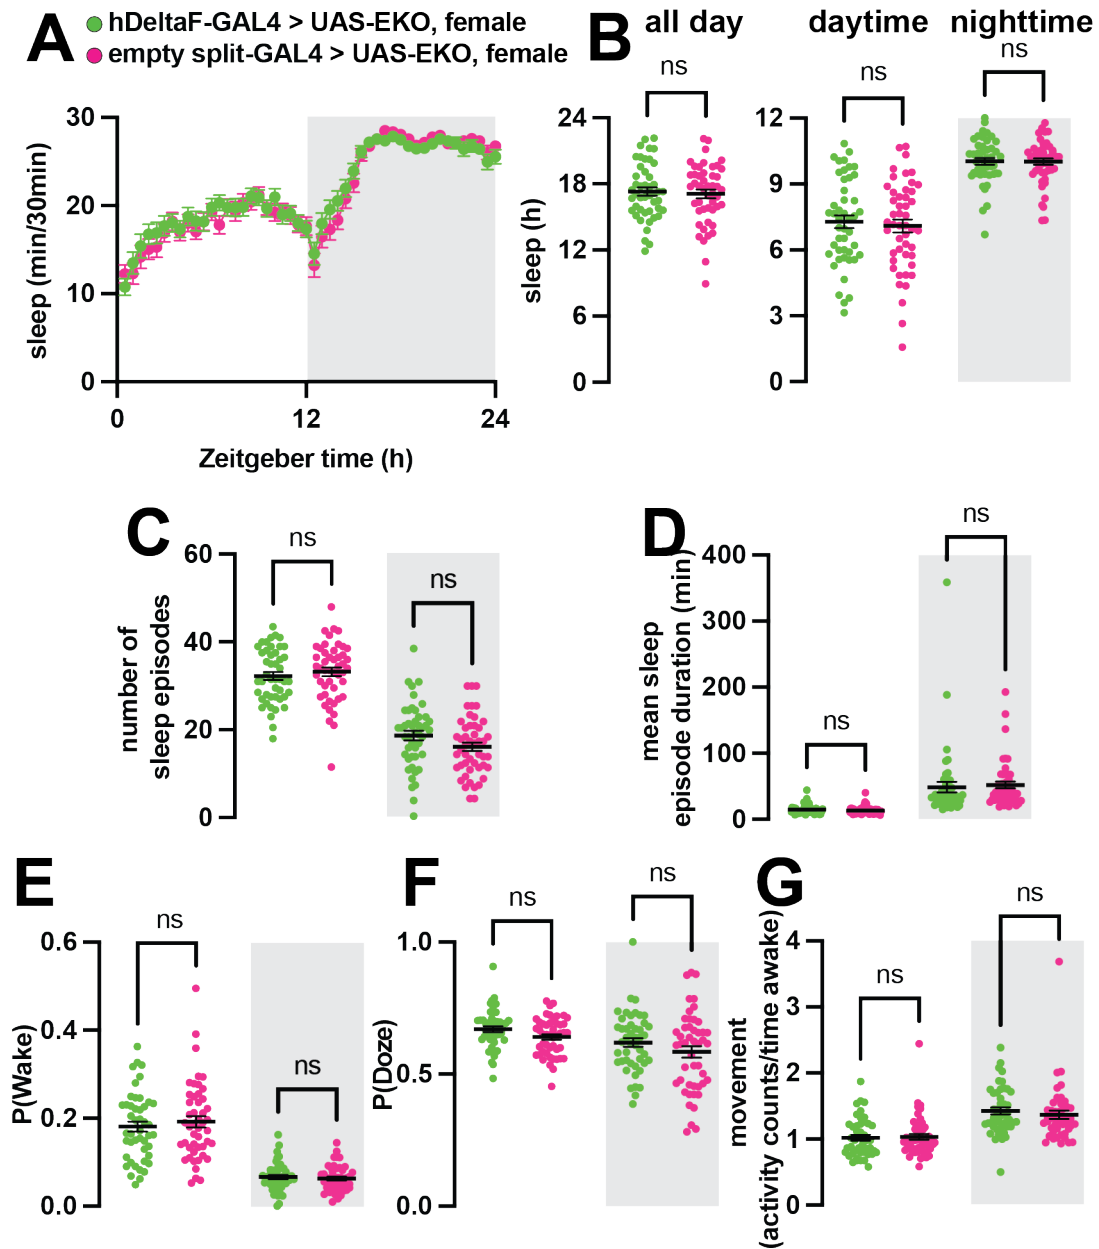 A
hDeltaF-GAL4 > UAS-EKO, female
empty split-GAL4 > UAS-EKO, female
sleep (min/30min)
30
20
10
0
0
12
24
Zeitgeber time (h)
B
all day
daytime
nighttime
ns
ns
ns
sleep (h)
24
18
12
6
0
12
9
6
3
0
C
ns
ns
number of
sleep episodes
60
40
20
0
D
ns
ns
mean sleep
episode duration (min)
400
300
200
100
0
E
ns
ns
P(Wake)
0.6
0.4
0.2
0.0
F
ns
ns
P(Doze)
1.0
0.5
0.0
G
ns
ns
movement
(activity counts/time awake)
4
3
2
1
0